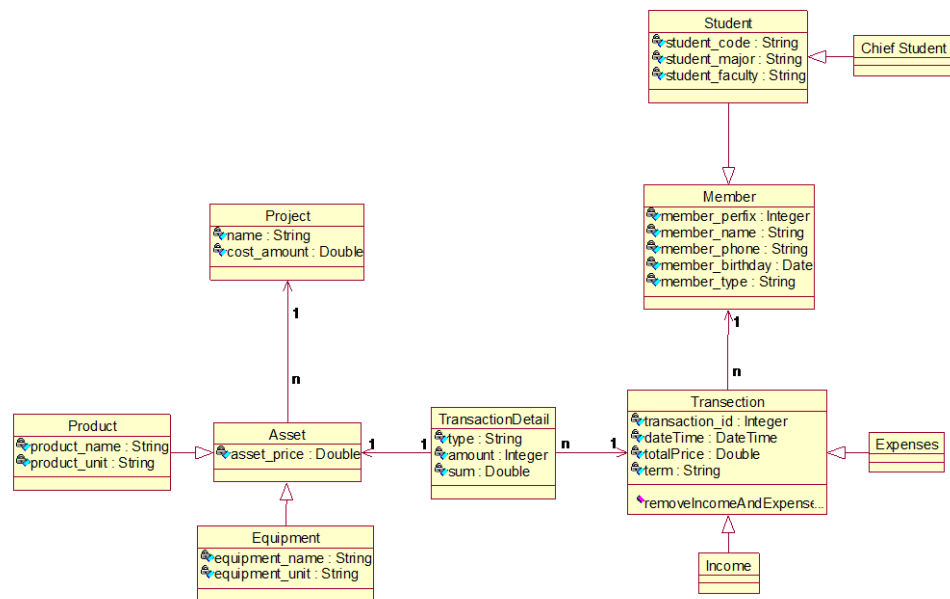 Student
student_code : String
student_major : String
student_faculty : String
Chief Student
Member
member_perfix : Integer
member_name : String
member_phone : String
member_birthday : Date
member_type : String
Project
name : String
cost_amount : Double
1
n
1
n
Product
product_name : String
product_unit : String
Asset
asset_price : Double
1
1
TransactionDetail
type : String
amount : Integer
sum : Double
n
1
Transection
transaction_id : Integer
dateTime : DateTime
totalPrice : Double
term : String
removeIncomeAndExpense...
Expenses
Equipment
equipment_name : String
equipment_unit : String
Income